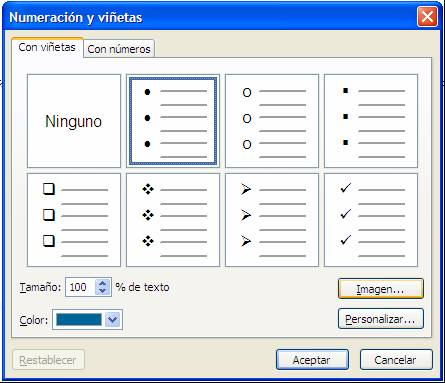 Numeración y viñetas
Con viñetas
Con números
Ninguno
Tamaño: 100 % de texto
Imagen...
Color:
Personalizar...
Restablecer
Aceptar
Cancelar